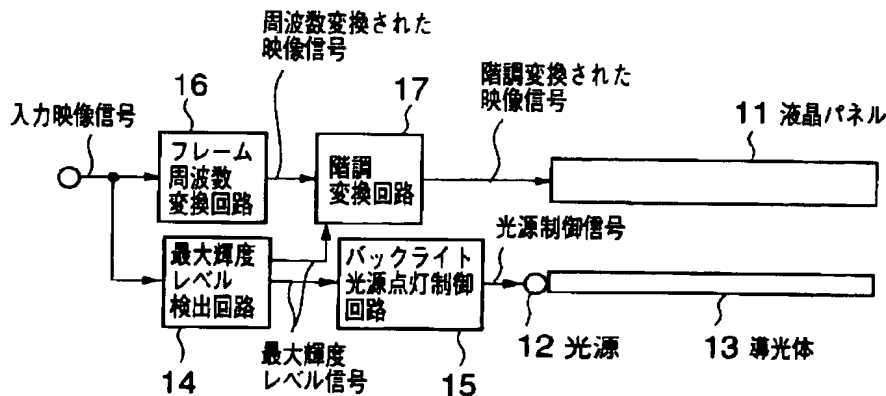 周波数変換された
映像信号
階調変換された
映像信号
入力映像信号
16
17
11 液晶パネル
フレーム
周波数
変換回路
階調
変換回路
光源制御信号
最大輝度
レベル
検出回路
バックライト
光源点灯制御
回路
14
最大輝度
レベル信号
15
12 光源
13 導光体